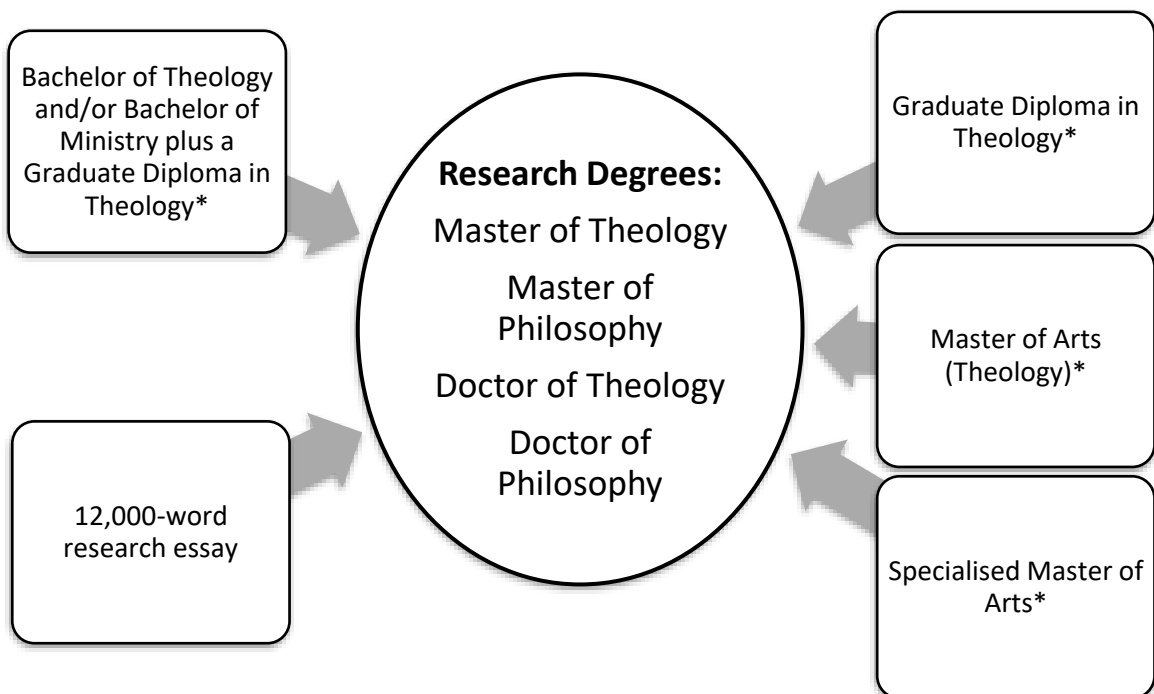 Bachelor of Theology
and/or Bachelor of
Ministry plus a
Graduate Diploma in
Theology*
12,000-word
research essay
Research Degrees:
Master of Theology
Master of
Philosophy
Doctor of Theology
Doctor of
Philosophy
Graduate Diploma in
Theology*
Master of Arts
(Theology)*
Specialised Master of
Arts*